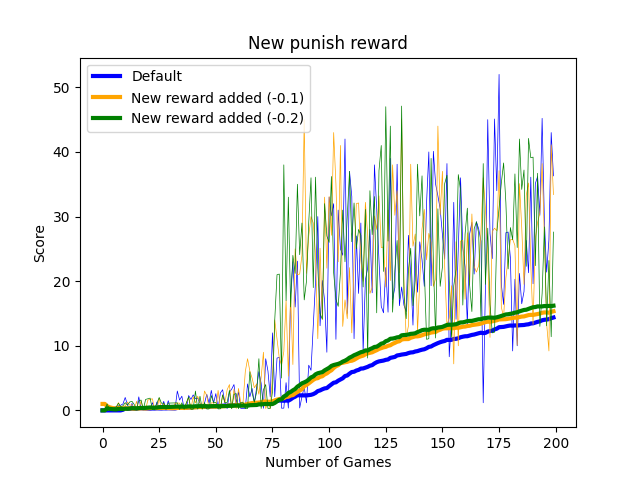 New punish reward
Default
New reward added (-0.1)
New reward added (-0.2)
50
40
30
20
10
0
Score
0 25 50 75 100 125 150 175 200
Number of Games